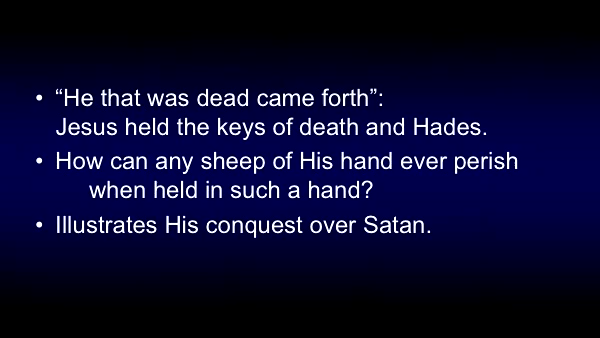 • “He that was dead came forth”:
Jesus held the keys of death and Hades.
• How can any sheep of His hand ever perish
when held in such a hand?
• Illustrates His conquest over Satan.